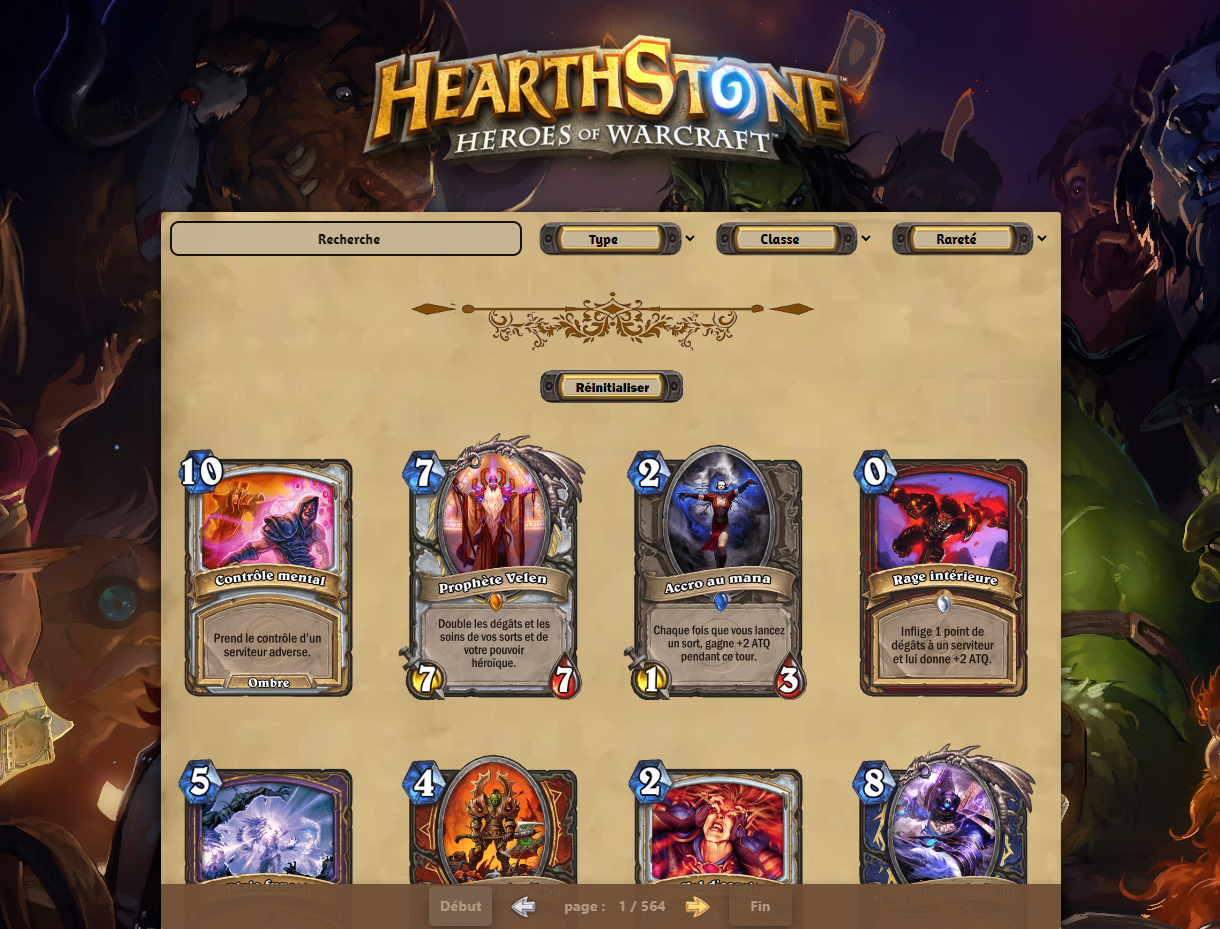 HEARTHSTONE™
HEROES OF WARCRAFT™
Recherche
Type
Classe
Rareté
Réinitialiser
10
7
2
0
Contrôle mental
Prophète Velen
Accro au mana
Rage intérieure
Prend le contrôle d'un
serviteur adverse.
Ombre
Double les dégâts et les
soins de vos sorts et de
votre pouvoir
héroïque.
7
7
Chaque fois que vous lancez
un sort, gagne +2 ATQ
pendant ce tour.
1
3
Inflige 1 point de
dégâts à un serviteur
et lui donne +2 ATQ.
5
4
2
8
Début
page : 1 / 564
Fin